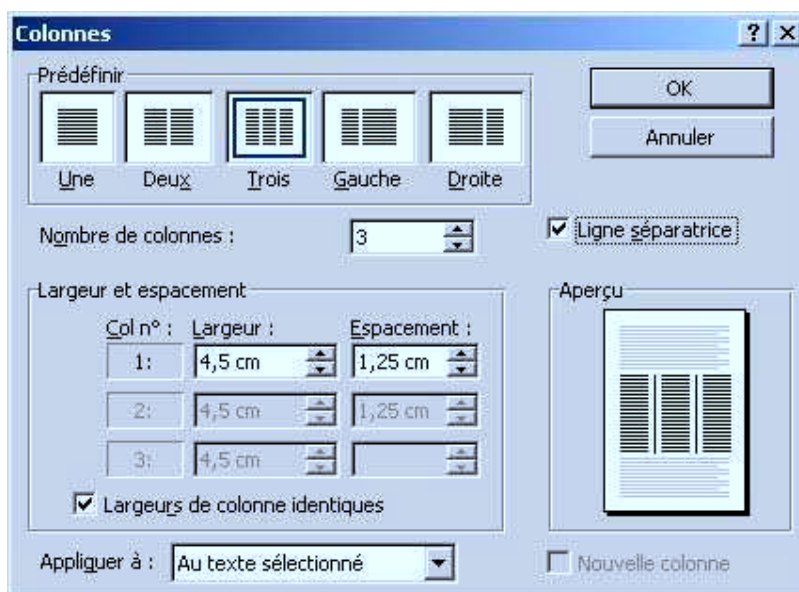 Colonnes
Prédéfinir
Une Deux Trois Gauche Droite
OK
Annuler
Nombre de colonnes : 3
Ligne séparatrice
Largeur et espacement
Col n° : Largeur : Espacement :
1: 4,5 cm 1,25 cm
2: 4,5 cm 1,25 cm
3: 4,5 cm
Largeurs de colonne identiques
Aperçu
Appliquer à : Au texte sélectionné
Nouvelle colonne